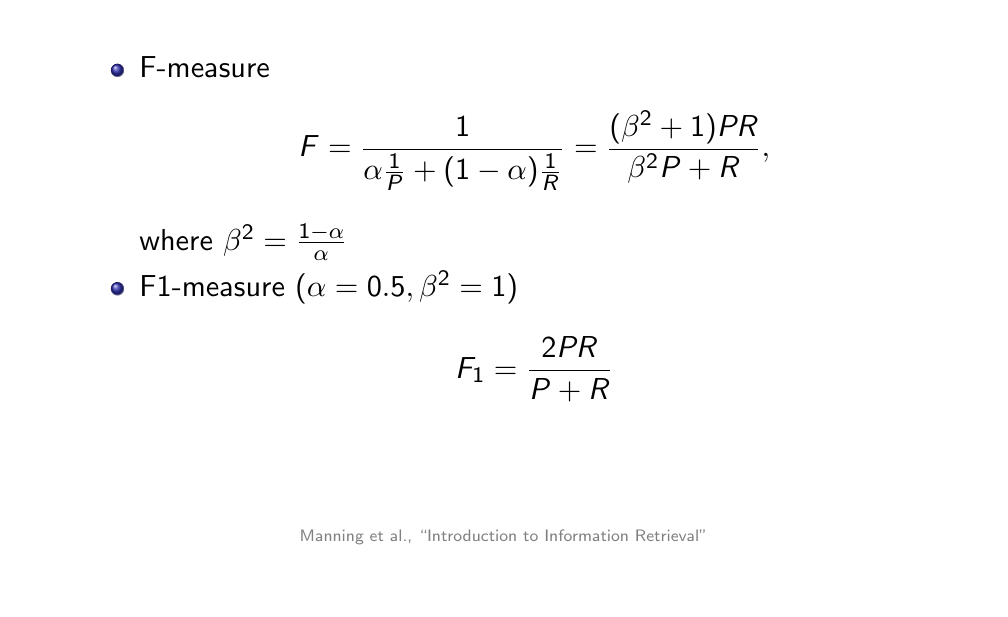 F-measure
F = \frac{1}{\alpha\frac{1}{P} + (1 - \alpha)\frac{1}{R}} = \frac{(\beta^2 + 1)PR}{\beta^2 P + R},
where \beta^2 = \frac{1-\alpha}{\alpha}
F1-measure (\alpha = 0.5, \beta^2 = 1)
F_1 = \frac{2PR}{P + R}
Manning et al., “Introduction to Information Retrieval”